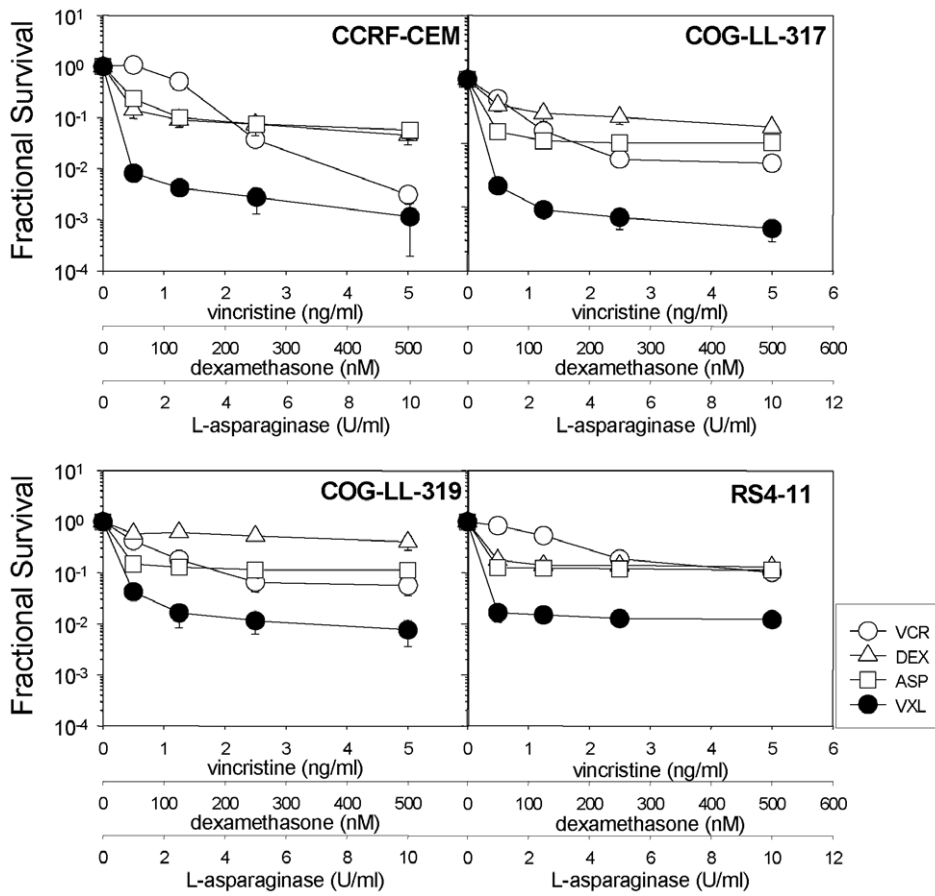 CCRF-CEM COG-LL-317
Fractional Survival
10¹
10⁰
10⁻¹
10⁻²
10⁻³
10⁻⁴
0 1 2 3 4 5 0 1 2 3 4 5 6
vincristine (ng/ml) vincristine (ng/ml)
0 100 200 300 400 500 0 100 200 300 400 500 600
dexamethasone (nM) dexamethasone (nM)
0 2 4 6 8 10 0 2 4 6 8 10 12
L-asparaginase (U/ml) L-asparaginase (U/ml)
COG-LL-319 RS4-11
Fractional Survival
10¹
10⁰
10⁻¹
10⁻²
10⁻³
10⁻⁴
0 1 2 3 4 5 0 1 2 3 4 5 6
vincristine (ng/ml) vincristine (ng/ml)
0 100 200 300 400 500 0 100 200 300 400 500 600
dexamethasone (nM) dexamethasone (nM)
0 2 4 6 8 10 0 2 4 6 8 10 12
L-asparaginase (U/ml) L-asparaginase (U/ml)
VCR
DEX
ASP
VXL